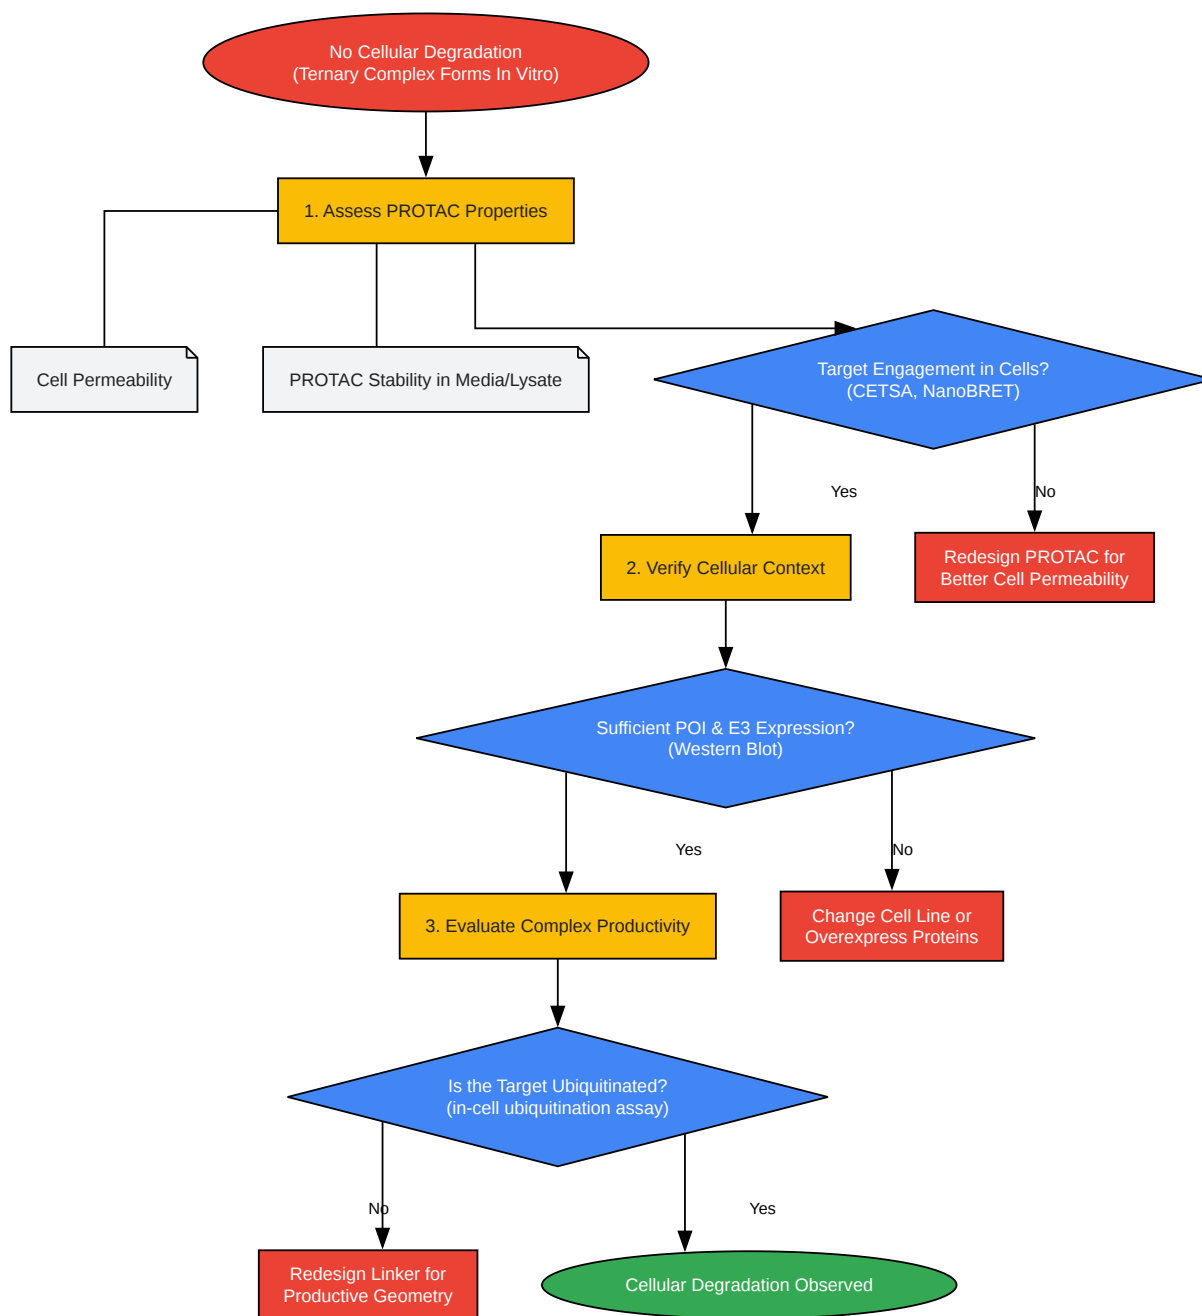 No Cellular Degradation
(Ternary Complex Forms In Vitro)
1. Assess PROTAC Properties
Cell Permeability
PROTAC Stability in Media/Lysate
Target Engagement in Cells?
(CETSA, NanoBRET)
Yes
No
2. Verify Cellular Context
Redesign PROTAC for
Better Cell Permeability
Sufficient POI & E3 Expression?
(Western Blot)
Yes
No
3. Evaluate Complex Productivity
Change Cell Line or
Overexpress Proteins
Is the Target Ubiquitinated?
(in-cell ubiquitination assay)
No
Yes
Redesign Linker for
Productive Geometry
Cellular Degradation Observed